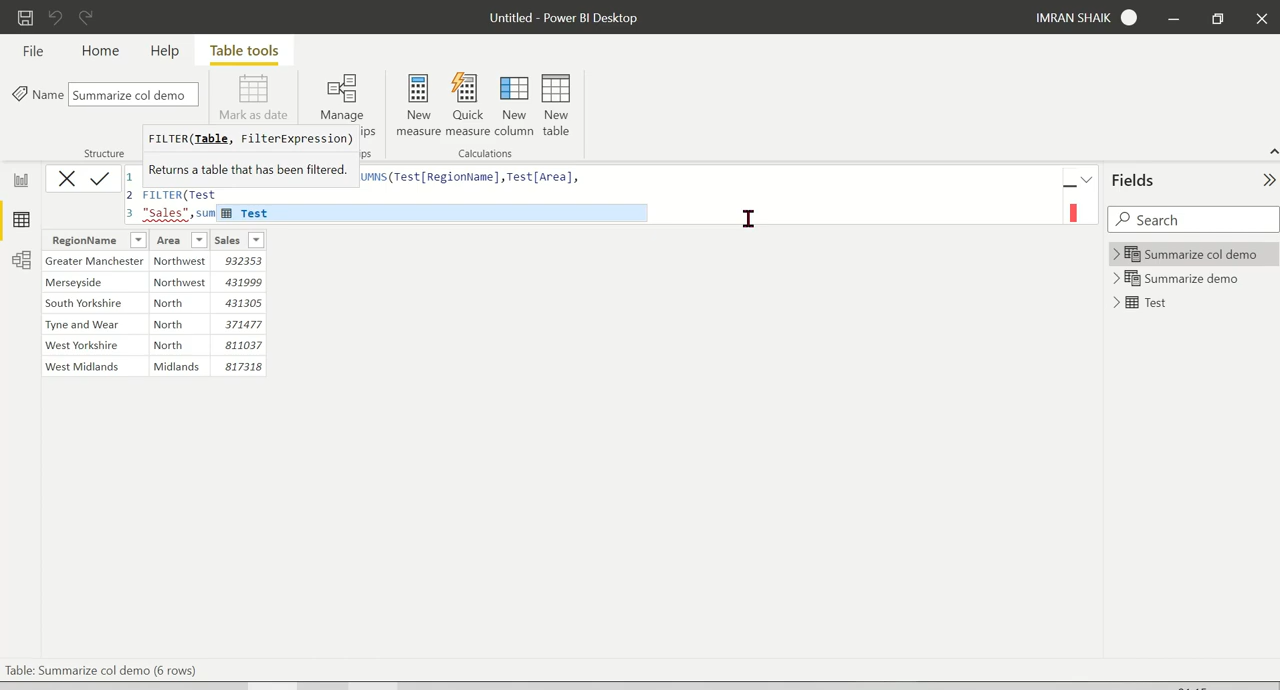 Untitled - Power BI Desktop
IMRAN SHAIK
File
Home
Help
Table tools
Name
Summarize col demo
Mark as date
Manage
ips
New
measure
Quick
measure
New
column
New
table
Structure
ps
Calculations
FILTER(Table, FilterExpression)
Returns a table that has been filtered.
1 UMNS(Test[RegionName],Test[Area],
2 FILTER(Test
3 "Sales",sum
Test
Fields
Search
Summarize col demo
Summarize demo
Test
RegionName Area Sales
Greater Manchester Northwest 932353
Merseyside Northwest 431999
South Yorkshire North 431305
Tyne and Wear North 371477
West Yorkshire North 811037
West Midlands Midlands 817318
Table: Summarize col demo (6 rows)